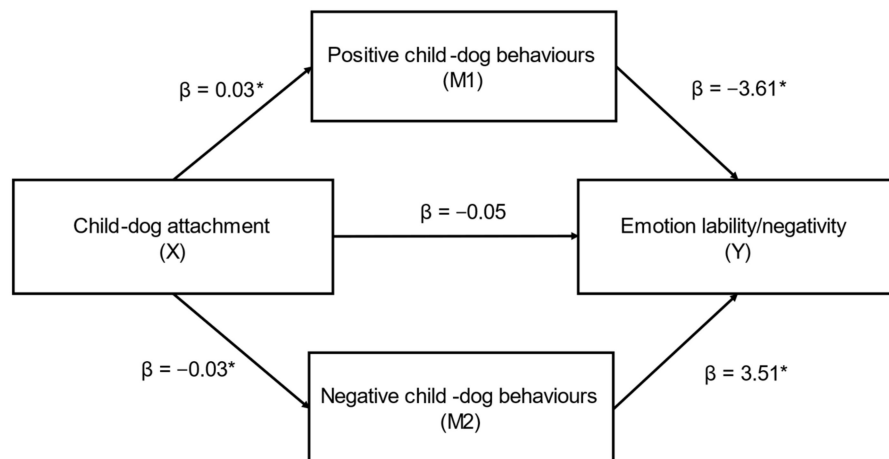 Positive child -dog behaviours
(M1)
β = 0.03*
β = −3.61*
Child-dog attachment
(X)
β = −0.05
Emotion lability/negativity
(Y)
β = −0.03*
β = 3.51*
Negative child -dog behaviours
(M2)